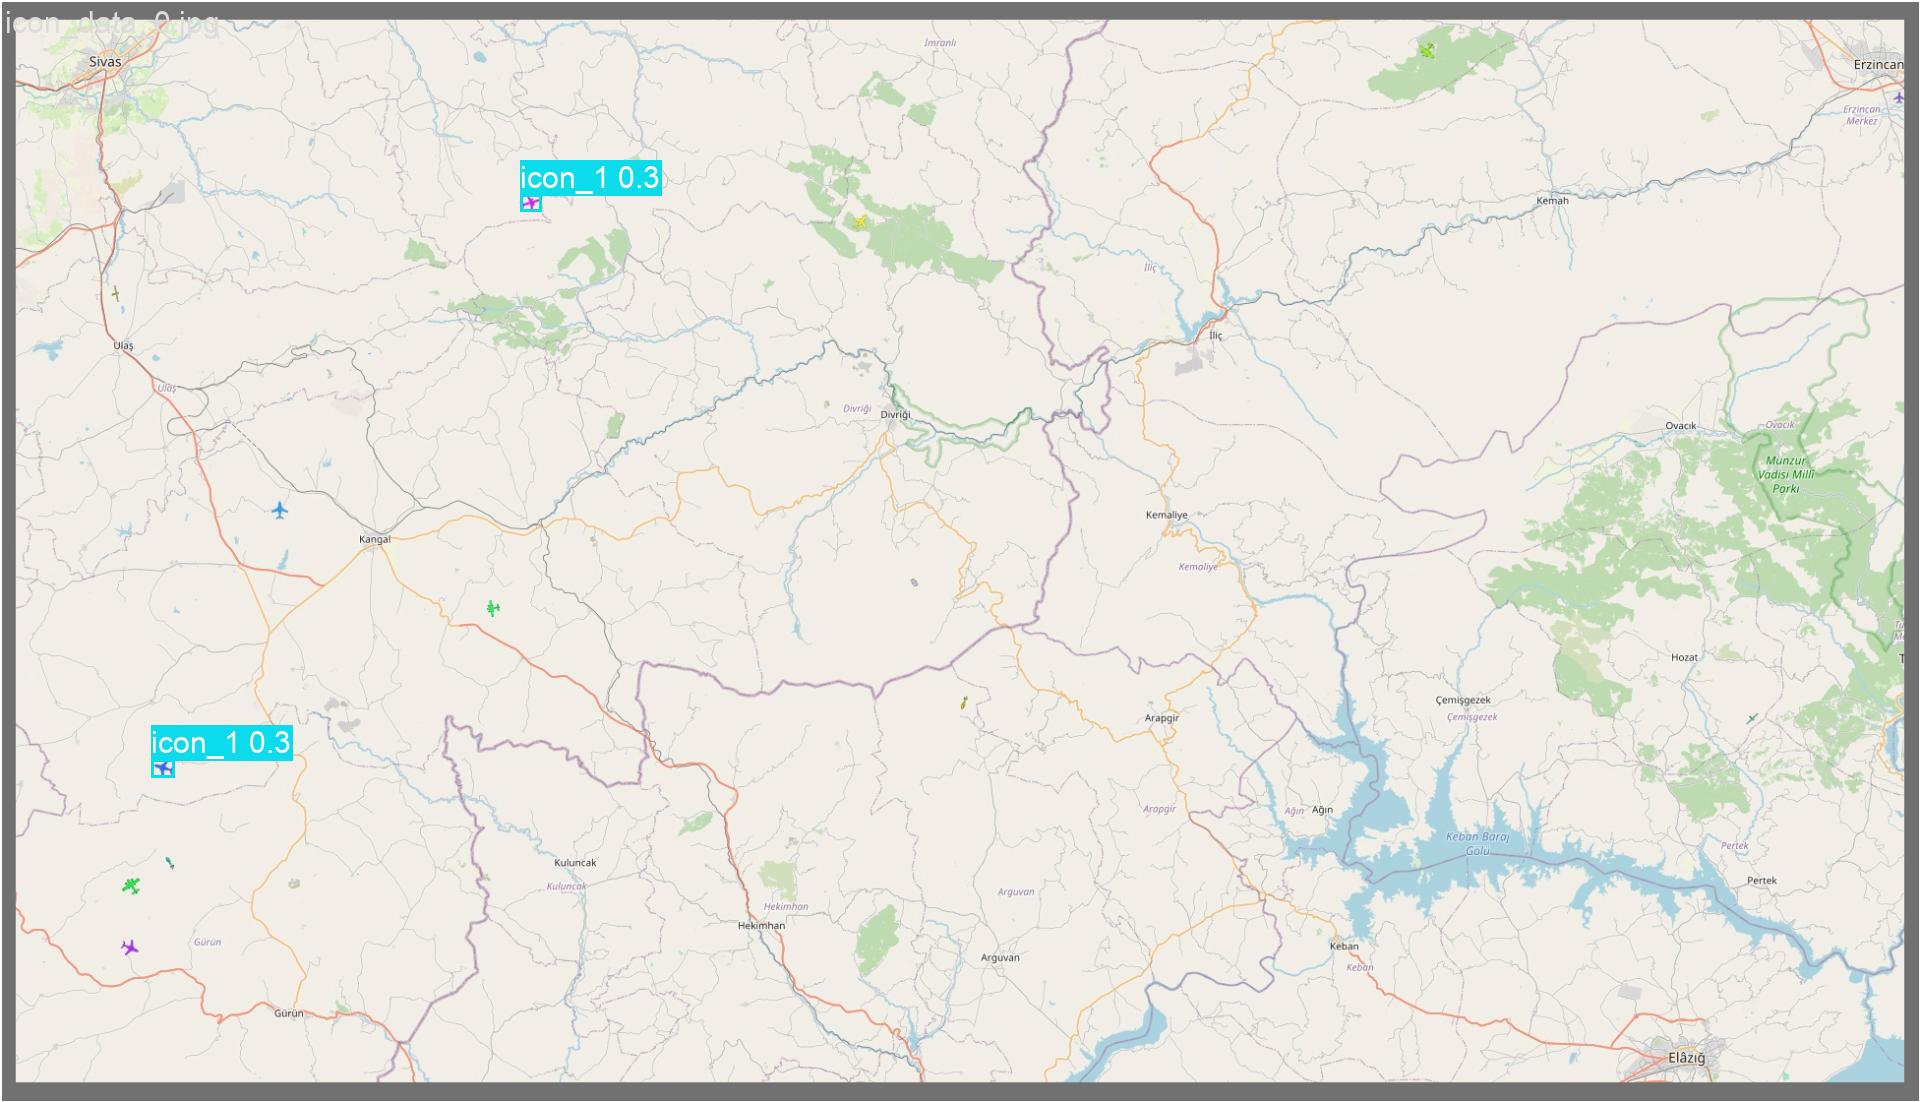 icon_data_0.jpg
İmranlı
Sivas
Erzincan
Erzincan
Merkez
icon_1 0.3
Kemah
İliç
İliç
Ulaş
Ulaş
Divriği
Divriği
Ovacık
Ovacık
Munzur
Vadisi Millî
Parkı
Kemaliye
Kangal
Kemaliye
Hozat
Çemişgezek
Çemişgezek
Arapgir
icon_1 0.3
Arapgir
Ağın
Ağın
Keban Baraj
Gölü
Pertek
Kuluncak
Kuluncak
Pertek
Arguvan
Hekimhan
Hekimhan
Gürün
Keban
Arguvan
Keban
Gürün
Elâzığ